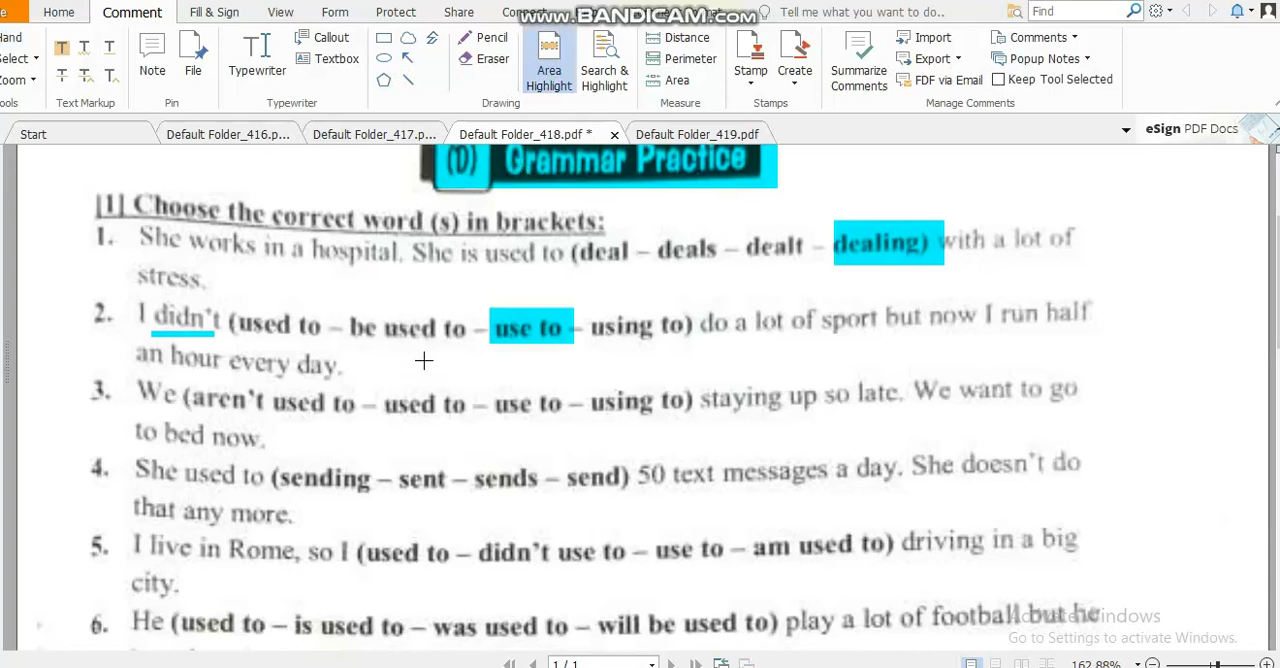 Home Comment Fill & Sign View Form Protect Share Tell me what you want to do.. Find
www.BANDICAM.com
Callout Pencil Distance Import Comments
Note File Typewriter Textbox Eraser Area Highlight Search & Highlight Perimeter Stamp Create Summarize Comments Export Popup Notes
Area FDF via Email Keep Tool Selected
Text Markup Pin Typewriter Drawing Measure Stamps Manage Comments
Start Default Folder_416.p... Default Folder_417.p... Default Folder_418.pdf * Default Folder_419.pdf eSign PDF Docs
(D) Grammar Practice
[1] Choose the correct word (s) in brackets:
1. She works in a hospital. She is used to (deal – deals – dealt – dealing) with a lot of
stress.
2. I didn't (used to – be used to – use to – using to) do a lot of sport but now I run half
an hour every day.
3. We (aren't used to – used to – use to – using to) staying up so late. We want to go
to bed now.
4. She used to (sending – sent – sends – send) 50 text messages a day. She doesn't do
that any more.
5. I live in Rome, so I (used to – didn't use to – use to – am used to) driving in a big
city.
6. He (used to – is used to – was used to – will be used to) play a lot of football but he
Activate Windows
Go to Settings to activate Windows.
1 / 1 162.88%